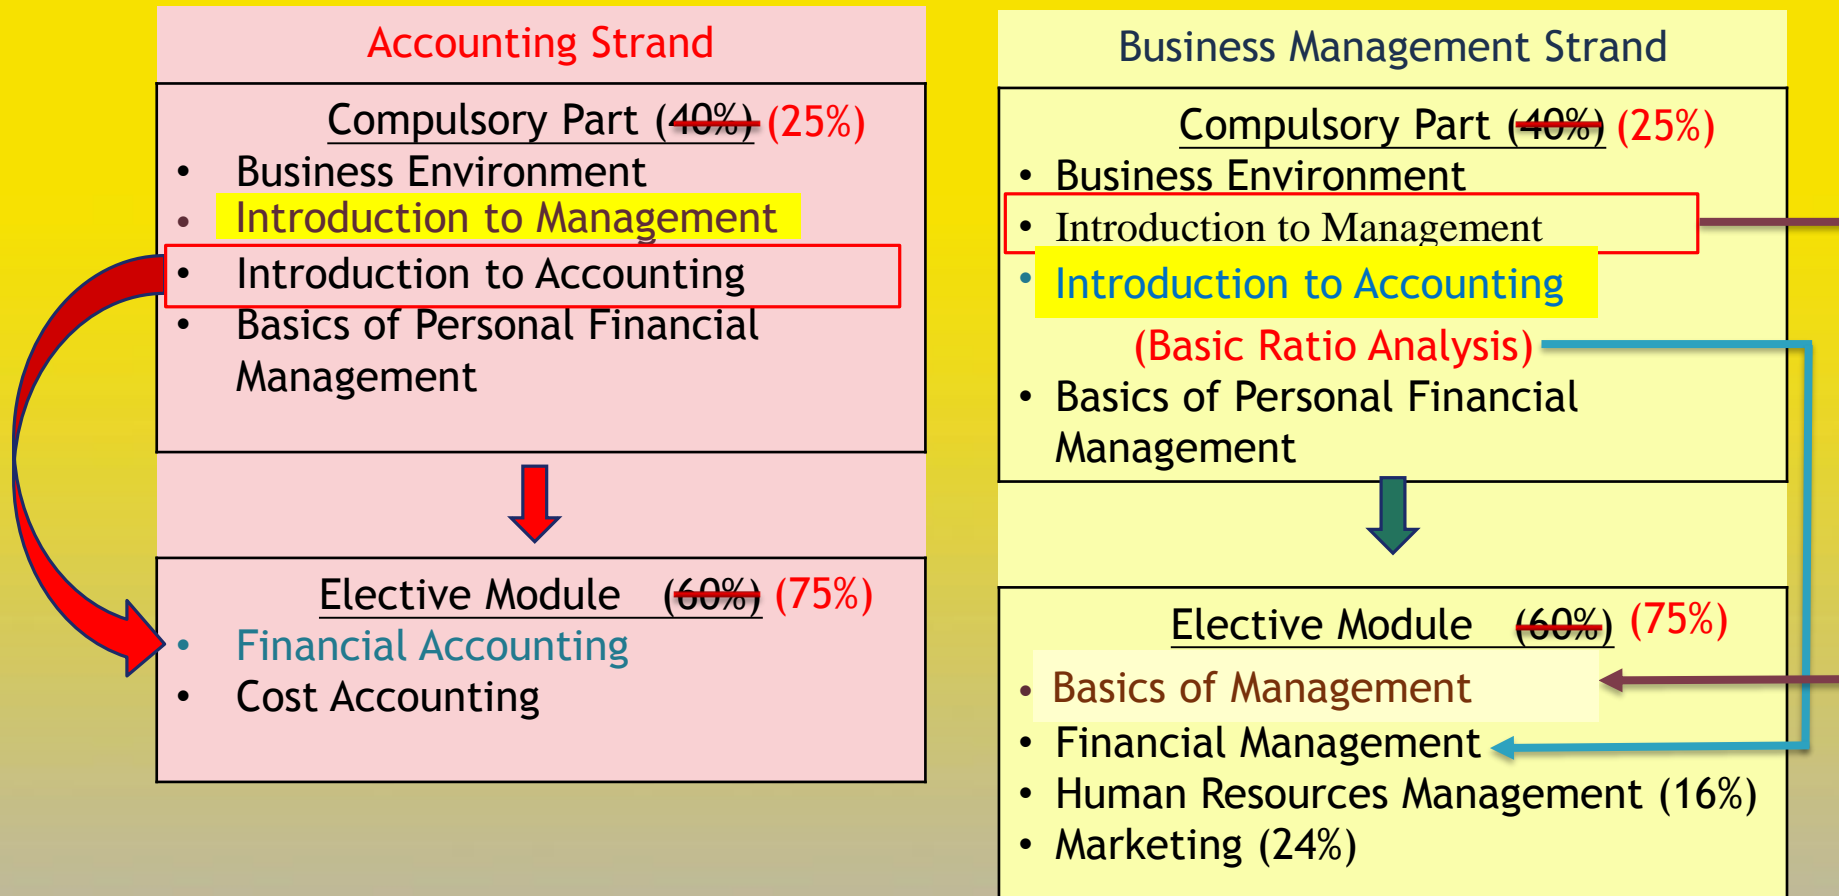 Accounting Strand
Compulsory Part (40%) (25%)
• Business Environment
• Introduction to Management
• Introduction to Accounting
• Basics of Personal Financial
Management
Elective Module (60%) (75%)
• Financial Accounting
• Cost Accounting
Business Management Strand
Compulsory Part (40%) (25%)
• Business Environment
• Introduction to Management
• Introduction to Accounting
(Basic Ratio Analysis)
• Basics of Personal Financial
Management
Elective Module (60%) (75%)
• Basics of Management
• Financial Management
• Human Resources Management (16%)
• Marketing (24%)